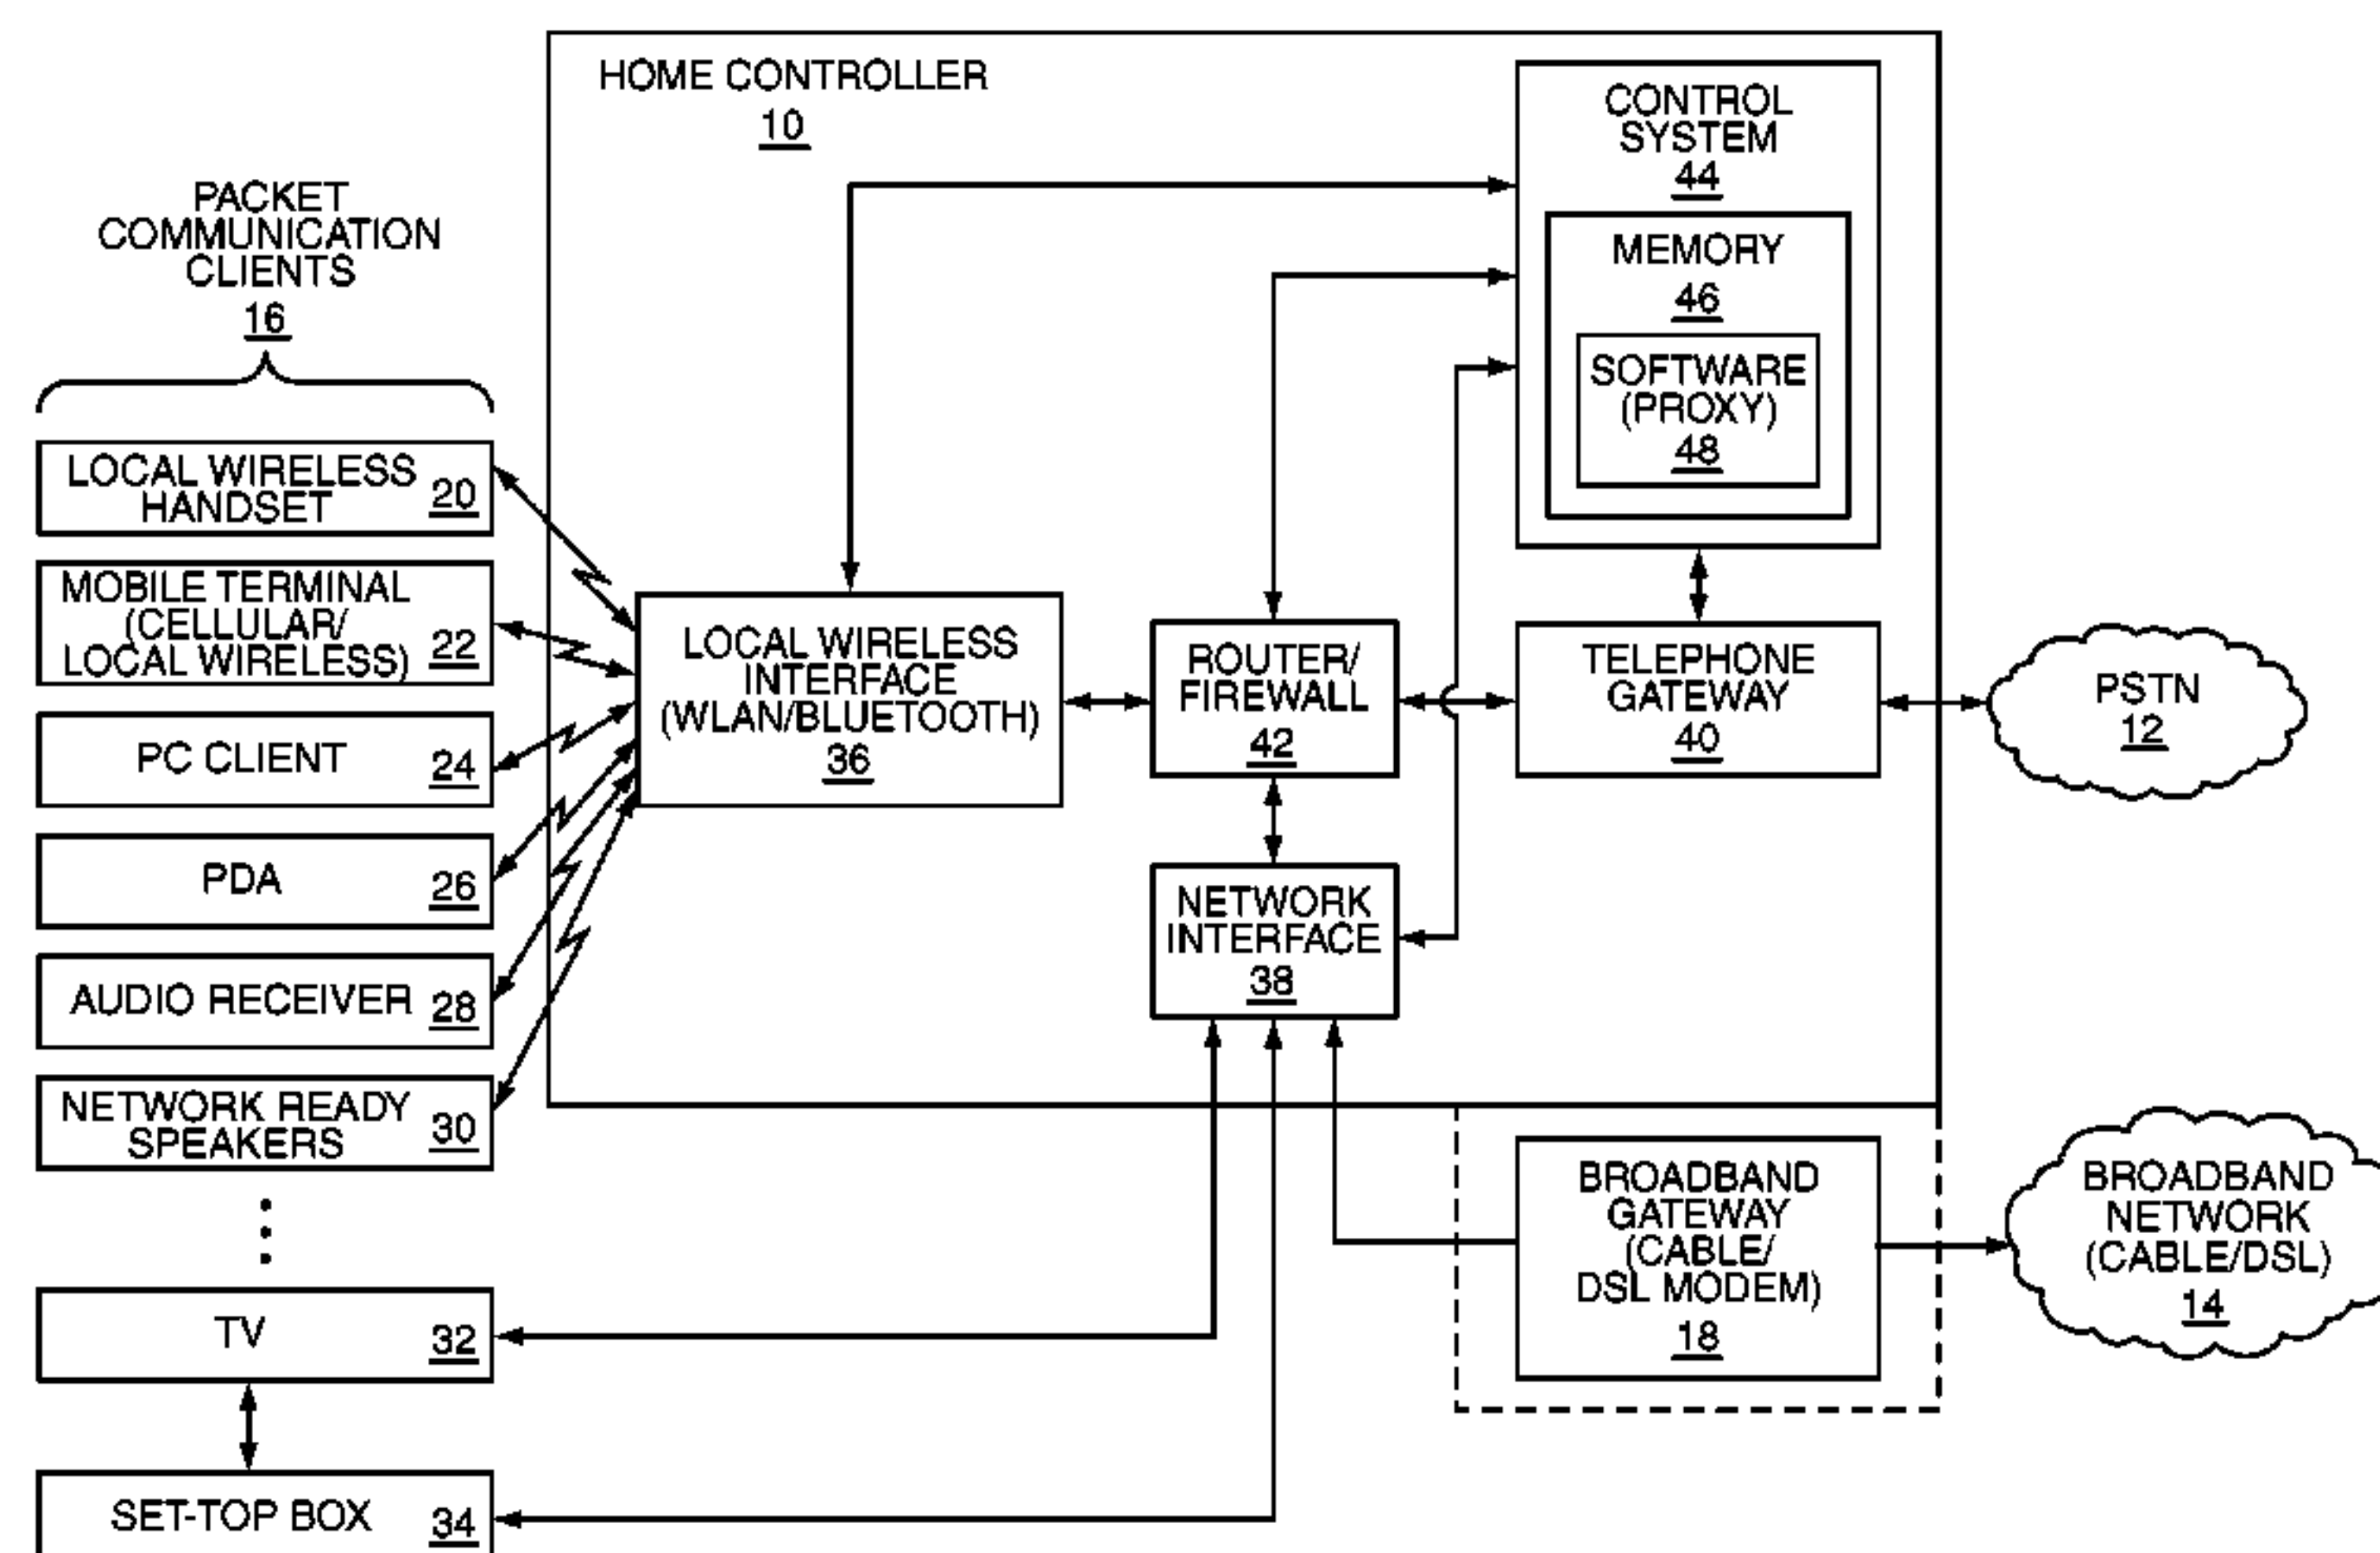 HOME CONTROLLER
10
CONTROL
SYSTEM
44
MEMORY
46
SOFTWARE
(PROXY)
48
PACKET
COMMUNICATION
CLIENTS
16
LOCAL WIRELESS
HANDSET
20
MOBILE TERMINAL
(CELLULAR/
LOCAL WIRELESS)
22
PC CLIENT
24
PDA
26
AUDIO RECEIVER
28
NETWORK READY
SPEAKERS
30
TV
32
SET-TOP BOX
34
LOCAL WIRELESS
INTERFACE
(WLAN/BLUETOOTH)
36
ROUTER/
FIREWALL
42
TELEPHONE
GATEWAY
40
PSTN
12
NETWORK
INTERFACE
38
BROADBAND
GATEWAY
(CABLE/
DSL MODEM)
18
BROADBAND
NETWORK
(CABLE/DSL)
14